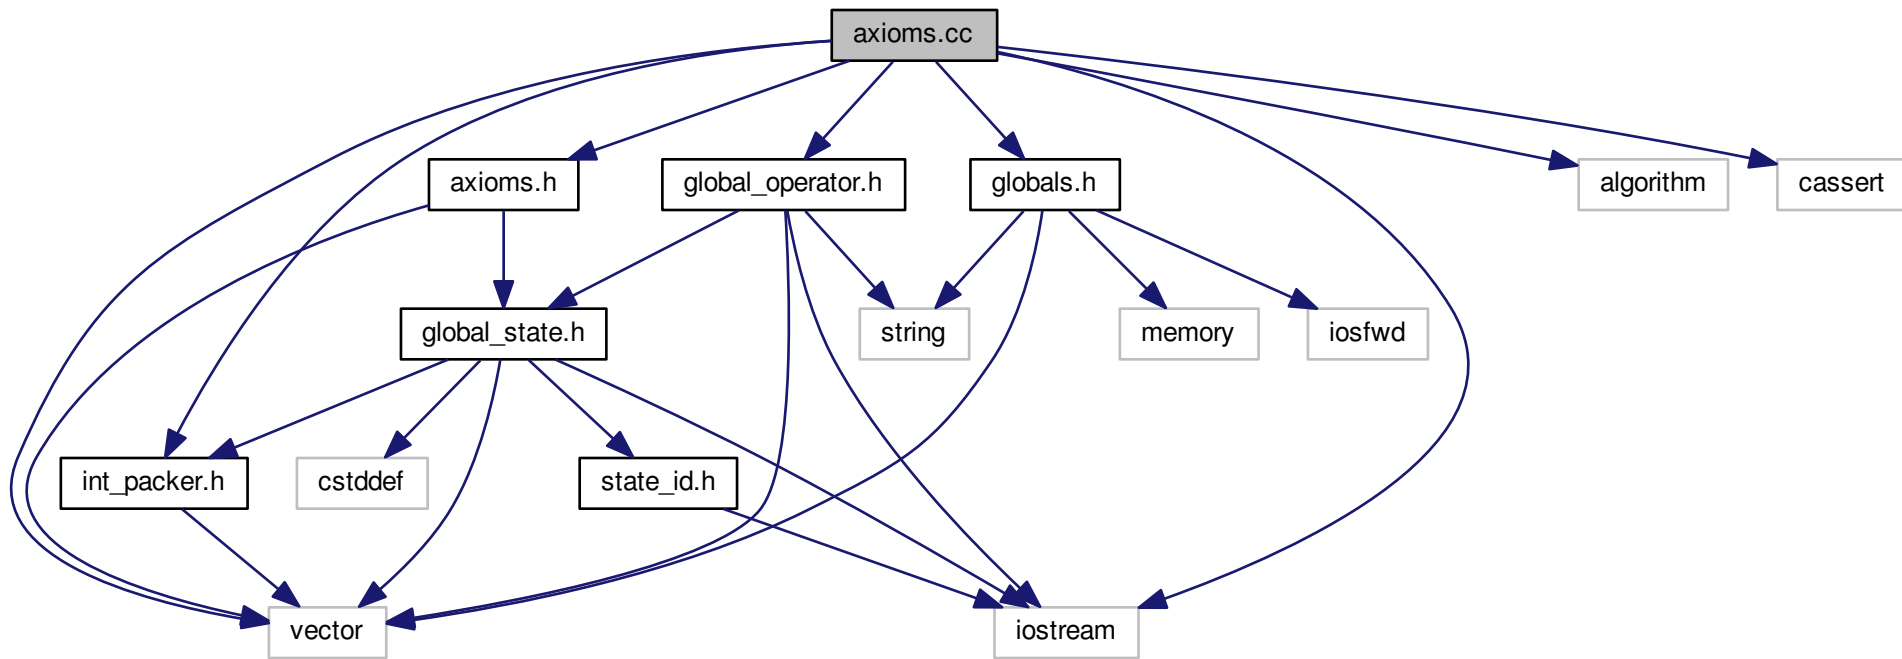 axioms.cc
axioms.h
global_operator.h
globals.h
algorithm
cassert
global_state.h
string
memory
iosfwd
int_packer.h
cstddef
state_id.h
vector
iostream